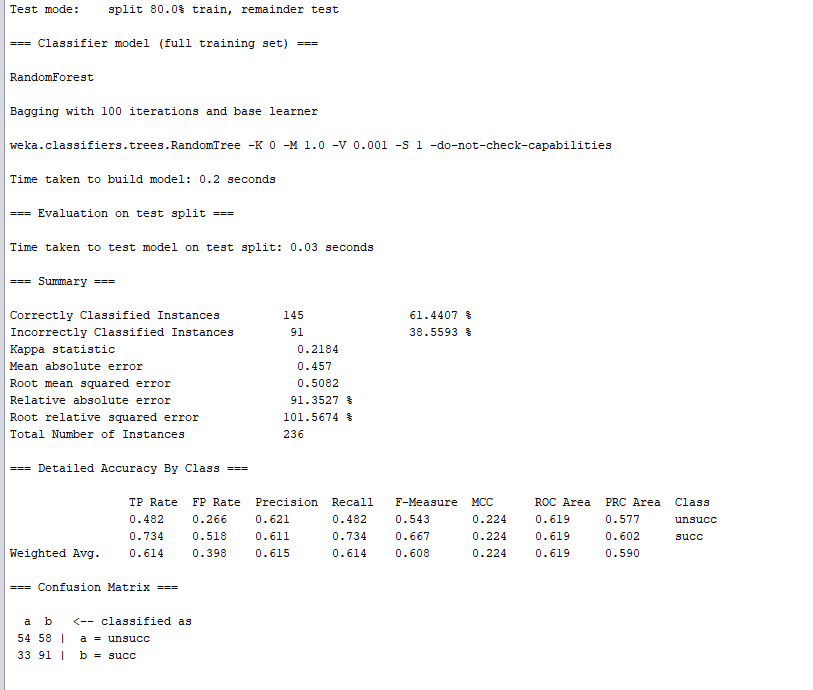 Test mode:    split 80.0% train, remainder test
=== Classifier model (full training set) ===
RandomForest
Bagging with 100 iterations and base learner
weka.classifiers.trees.RandomTree -K 0 -M 1.0 -V 0.001 -S 1 -do-not-check-capabilities
Time taken to build model: 0.2 seconds
=== Evaluation on test split ===
Time taken to test model on test split: 0.03 seconds
=== Summary ===
Correctly Classified Instances         145               61.4407 %
Incorrectly Classified Instances        91               38.5593 %
Kappa statistic                          0.2184
Mean absolute error                      0.457
Root mean squared error                  0.5082
Relative absolute error                 91.3527 %
Root relative squared error            101.5674 %
Total Number of Instances              236
=== Detailed Accuracy By Class ===
                 TP Rate  FP Rate  Precision  Recall   F-Measure  MCC      ROC Area  PRC Area  Class
                 0.482    0.266    0.621      0.482    0.543      0.224    0.619     0.577     unsucc
                 0.734    0.518    0.611      0.734    0.667      0.224    0.619     0.602     succ
Weighted Avg.    0.614    0.398    0.615      0.614    0.608      0.224    0.619     0.590
=== Confusion Matrix ===
  a  b   <-- classified as
 54 58 |  a = unsucc
 33 91 |  b = succ